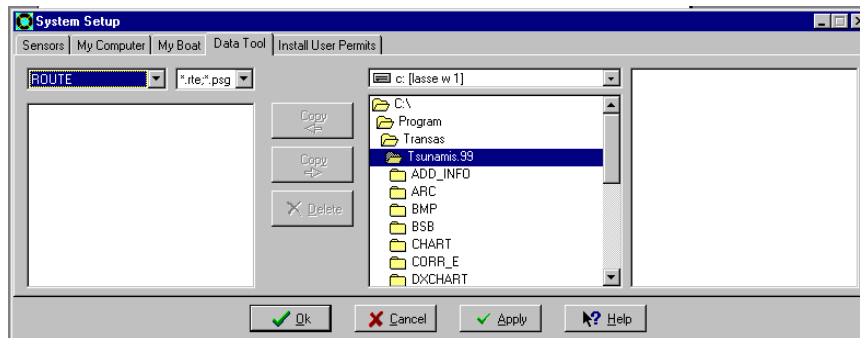 System Setup
Sensors My Computer My Boat Data Tool Install User Permits
ROUTE *.rte;*.psg c: [lasse w 1]
C:\
Program
Transas
Tsunamis.99
ADD_INFO
ARC
BMP
BSB
CHART
CORR_E
DXCHART
Copy
Copy
Delete
Ok Cancel Apply Help